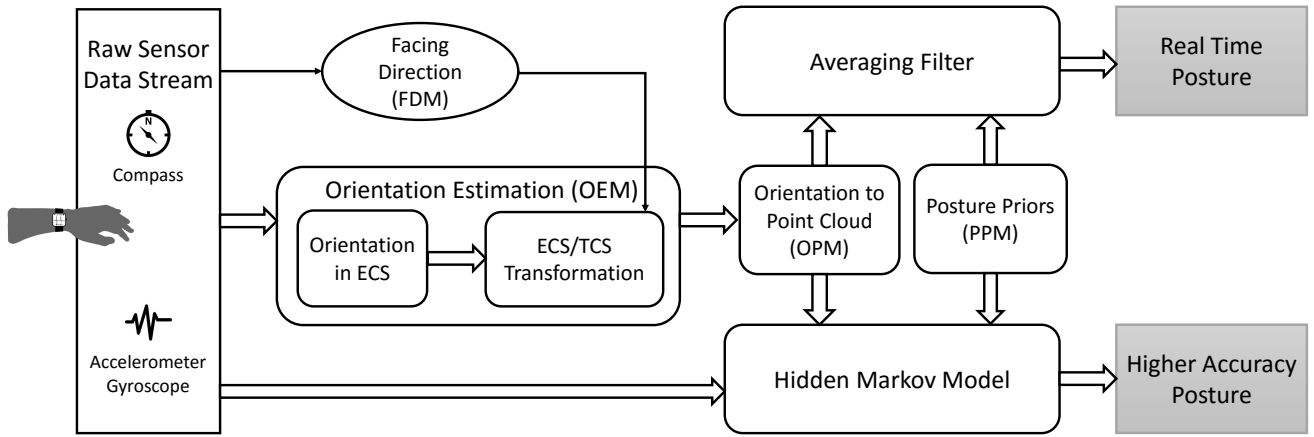 Raw Sensor
Data Stream
N
Compass
Accelerometer
Gyroscope
Facing
Direction
(FDM)
Orientation Estimation (OEM)
Orientation
in ECS
ECS/TCS
Transformation
Orientation to
Point Cloud
(OPM)
Posture Priors
(PPM)
Averaging Filter
Hidden Markov Model
Real Time
Posture
Higher Accuracy
Posture